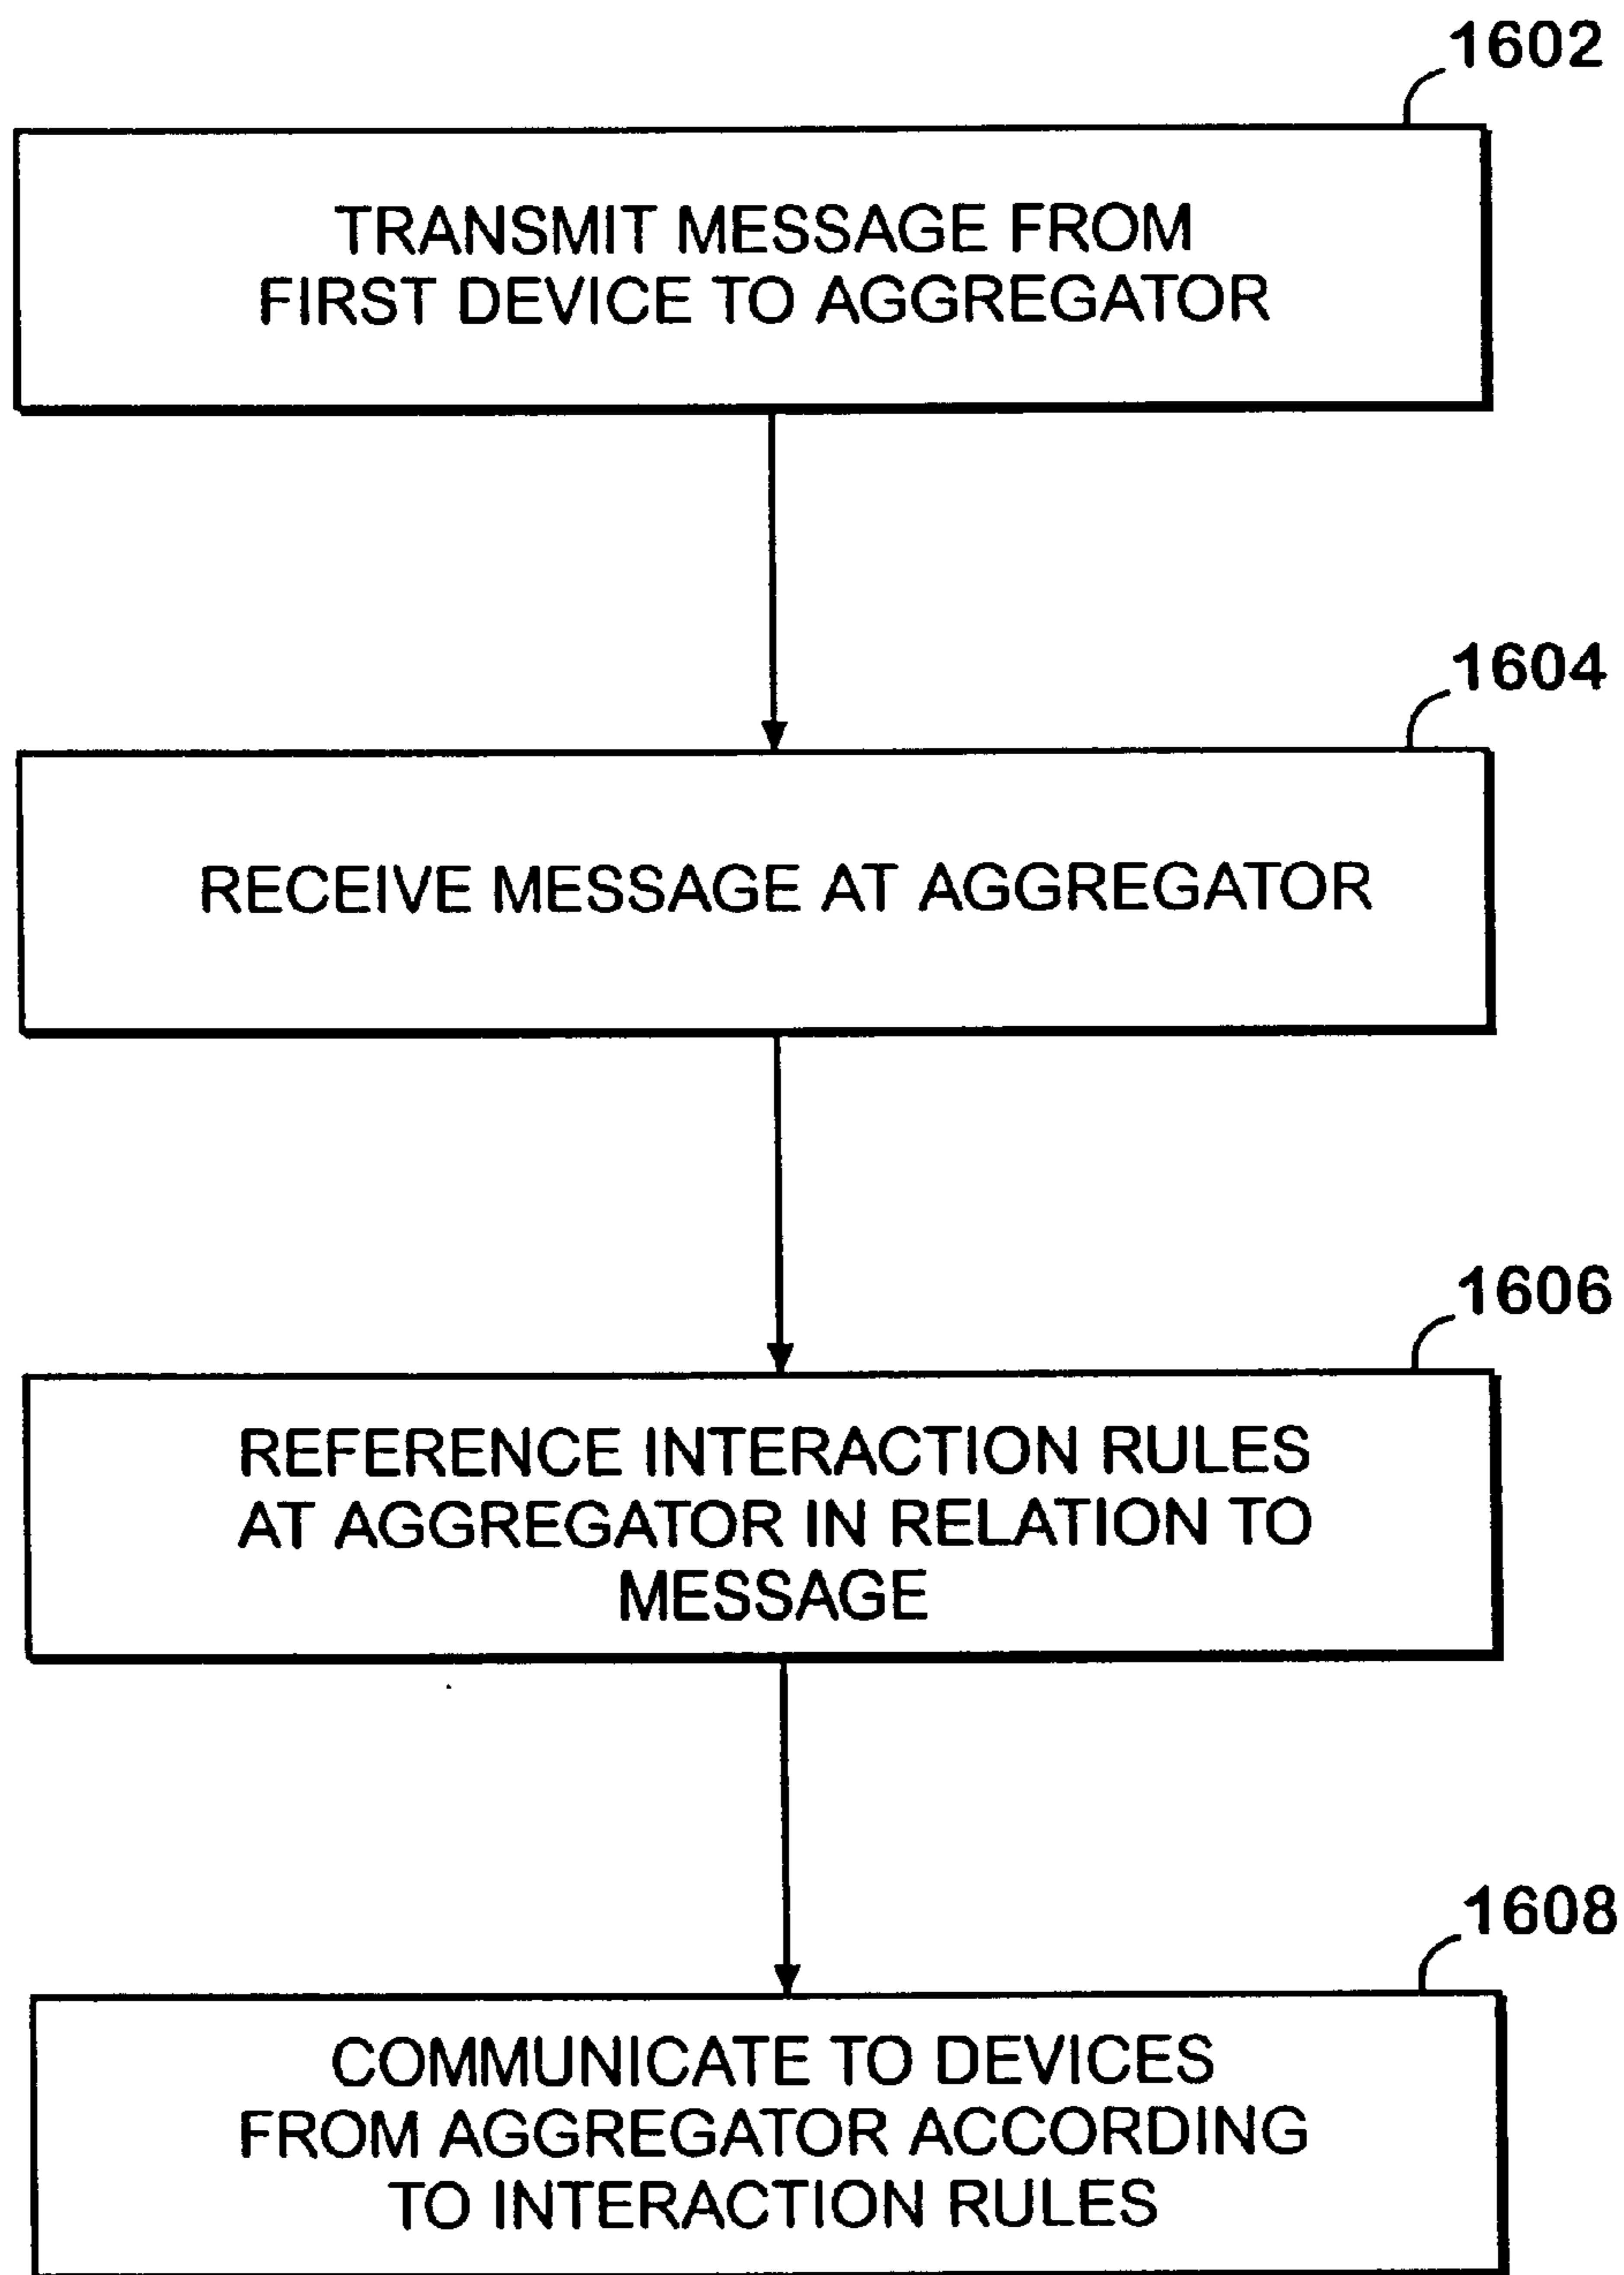 1602
TRANSMIT MESSAGE FROM
FIRST DEVICE TO AGGREGATOR
1604
RECEIVE MESSAGE AT AGGREGATOR
1606
REFERENCE INTERACTION RULES
AT AGGREGATOR IN RELATION TO
MESSAGE
1608
COMMUNICATE TO DEVICES
FROM AGGREGATOR ACCORDING
TO INTERACTION RULES